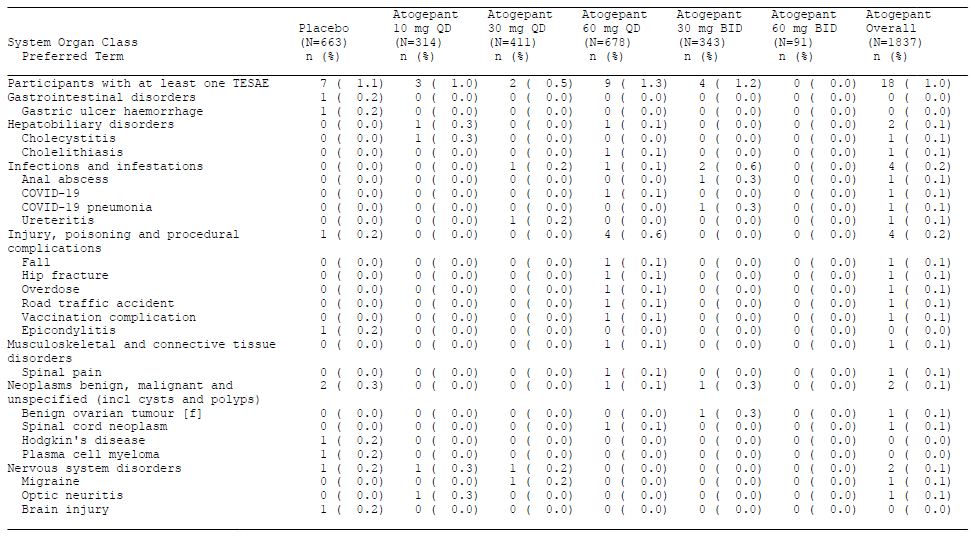 Atogepant Atogepant Atogepant Atogepant Atogepant Atogepant
Placebo 10 mg QD 30 mg QD 60 mg QD 30 mg BID 60 mg BID Overall
System Organ Class (N=663) (N=314) (N=411) (N=678) (N=343) (N=91) (N=1837)
Preferred Term n (%) n (%) n (%) n (%) n (%) n (%) n (%)
Participants with at least one TESAE 7 ( 1.1) 3 ( 1.0) 2 ( 0.5) 9 ( 1.3) 4 ( 1.2) 0 ( 0.0) 18 ( 1.0)
Gastrointestinal disorders 1 ( 0.2) 0 ( 0.0) 0 ( 0.0) 0 ( 0.0) 0 ( 0.0) 0 ( 0.0) 0 ( 0.0)
Gastric ulcer haemorrhage 1 ( 0.2) 0 ( 0.0) 0 ( 0.0) 0 ( 0.0) 0 ( 0.0) 0 ( 0.0) 0 ( 0.0)
Hepatobiliary disorders 0 ( 0.0) 1 ( 0.3) 0 ( 0.0) 1 ( 0.1) 0 ( 0.0) 0 ( 0.0) 2 ( 0.1)
Cholecystitis 0 ( 0.0) 1 ( 0.3) 0 ( 0.0) 0 ( 0.0) 0 ( 0.0) 0 ( 0.0) 1 ( 0.1)
Cholelithiasis 0 ( 0.0) 0 ( 0.0) 0 ( 0.0) 1 ( 0.1) 0 ( 0.0) 0 ( 0.0) 1 ( 0.1)
Infections and infestations 0 ( 0.0) 0 ( 0.0) 1 ( 0.2) 1 ( 0.1) 2 ( 0.6) 0 ( 0.0) 4 ( 0.2)
Anal abscess 0 ( 0.0) 0 ( 0.0) 0 ( 0.0) 0 ( 0.0) 1 ( 0.3) 0 ( 0.0) 1 ( 0.1)
COVID-19 0 ( 0.0) 0 ( 0.0) 0 ( 0.0) 1 ( 0.1) 0 ( 0.0) 0 ( 0.0) 1 ( 0.1)
COVID-19 pneumonia 0 ( 0.0) 0 ( 0.0) 0 ( 0.0) 0 ( 0.0) 1 ( 0.3) 0 ( 0.0) 1 ( 0.1)
Ureteritis 0 ( 0.0) 0 ( 0.0) 1 ( 0.2) 0 ( 0.0) 0 ( 0.0) 0 ( 0.0) 1 ( 0.1)
Injury, poisoning and procedural 1 ( 0.2) 0 ( 0.0) 0 ( 0.0) 4 ( 0.6) 0 ( 0.0) 0 ( 0.0) 4 ( 0.2)
complications
Fall 0 ( 0.0) 0 ( 0.0) 0 ( 0.0) 1 ( 0.1) 0 ( 0.0) 0 ( 0.0) 1 ( 0.1)
Hip fracture 0 ( 0.0) 0 ( 0.0) 0 ( 0.0) 1 ( 0.1) 0 ( 0.0) 0 ( 0.0) 1 ( 0.1)
Overdose 0 ( 0.0) 0 ( 0.0) 0 ( 0.0) 1 ( 0.1) 0 ( 0.0) 0 ( 0.0) 1 ( 0.1)
Road traffic accident 0 ( 0.0) 0 ( 0.0) 0 ( 0.0) 1 ( 0.1) 0 ( 0.0) 0 ( 0.0) 1 ( 0.1)
Vaccination complication 0 ( 0.0) 0 ( 0.0) 0 ( 0.0) 1 ( 0.1) 0 ( 0.0) 0 ( 0.0) 1 ( 0.1)
Epicondylitis 1 ( 0.2) 0 ( 0.0) 0 ( 0.0) 0 ( 0.0) 0 ( 0.0) 0 ( 0.0) 0 ( 0.0)
Musculoskeletal and connective tissue 0 ( 0.0) 0 ( 0.0) 0 ( 0.0) 1 ( 0.1) 0 ( 0.0) 0 ( 0.0) 1 ( 0.1)
disorders
Spinal pain 0 ( 0.0) 0 ( 0.0) 0 ( 0.0) 1 ( 0.1) 0 ( 0.0) 0 ( 0.0) 1 ( 0.1)
Neoplasms benign, malignant and 2 ( 0.3) 0 ( 0.0) 0 ( 0.0) 1 ( 0.1) 1 ( 0.3) 0 ( 0.0) 2 ( 0.1)
unspecified (incl cysts and polyps)
Benign ovarian tumour [f] 0 ( 0.0) 0 ( 0.0) 0 ( 0.0) 0 ( 0.0) 1 ( 0.3) 0 ( 0.0) 1 ( 0.1)
Spinal cord neoplasm 0 ( 0.0) 0 ( 0.0) 0 ( 0.0) 1 ( 0.1) 0 ( 0.0) 0 ( 0.0) 1 ( 0.1)
Hodgkin's disease 1 ( 0.2) 0 ( 0.0) 0 ( 0.0) 0 ( 0.0) 0 ( 0.0) 0 ( 0.0) 0 ( 0.0)
Plasma cell myeloma 1 ( 0.2) 0 ( 0.0) 0 ( 0.0) 0 ( 0.0) 0 ( 0.0) 0 ( 0.0) 0 ( 0.0)
Nervous system disorders 1 ( 0.2) 1 ( 0.3) 1 ( 0.2) 0 ( 0.0) 0 ( 0.0) 0 ( 0.0) 2 ( 0.1)
Migraine 0 ( 0.0) 0 ( 0.0) 1 ( 0.2) 0 ( 0.0) 0 ( 0.0) 0 ( 0.0) 1 ( 0.1)
Optic neuritis 0 ( 0.0) 1 ( 0.3) 0 ( 0.0) 0 ( 0.0) 0 ( 0.0) 0 ( 0.0) 1 ( 0.1)
Brain injury 1 ( 0.2) 0 ( 0.0) 0 ( 0.0) 0 ( 0.0) 0 ( 0.0) 0 ( 0.0) 0 ( 0.0)